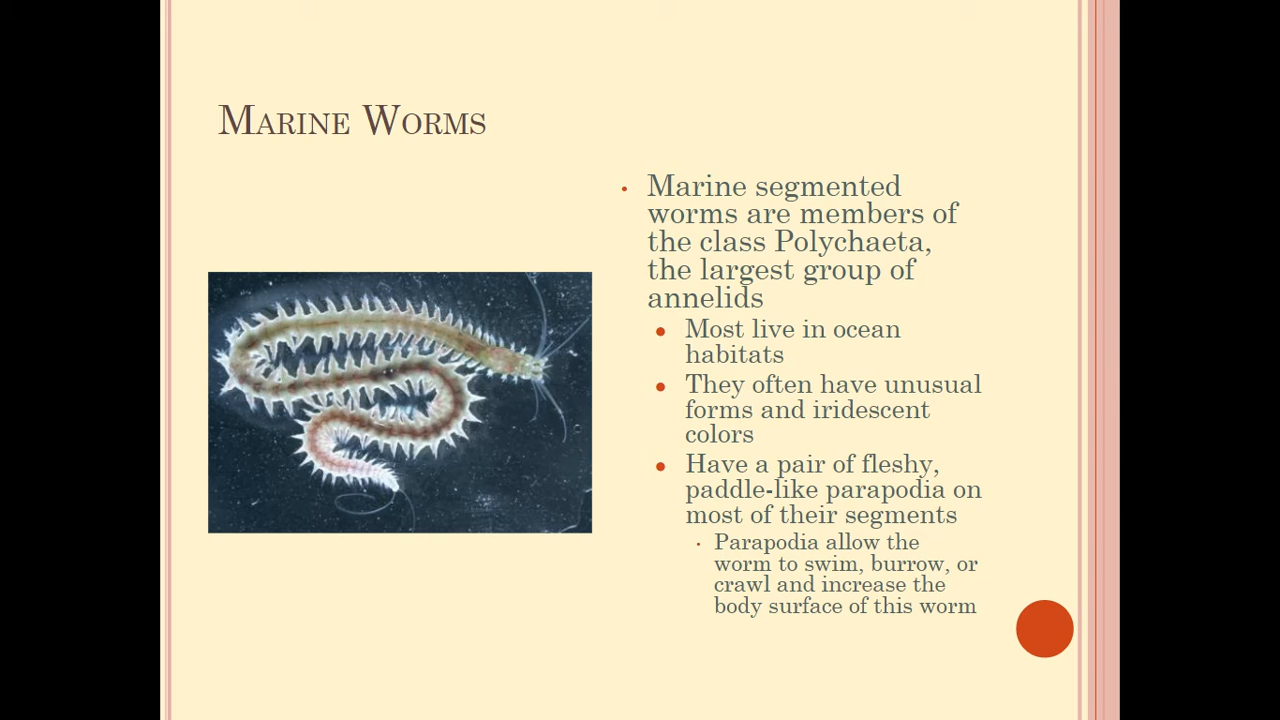 Marine Worms
• Marine segmented
worms are members of
the class Polychaeta,
the largest group of
annelids
• Most live in ocean
habitats
• They often have unusual
forms and iridescent
colors
• Have a pair of fleshy,
paddle-like parapodia on
most of their segments
• Parapodia allow the
worm to swim, burrow, or
crawl and increase the
body surface of this worm